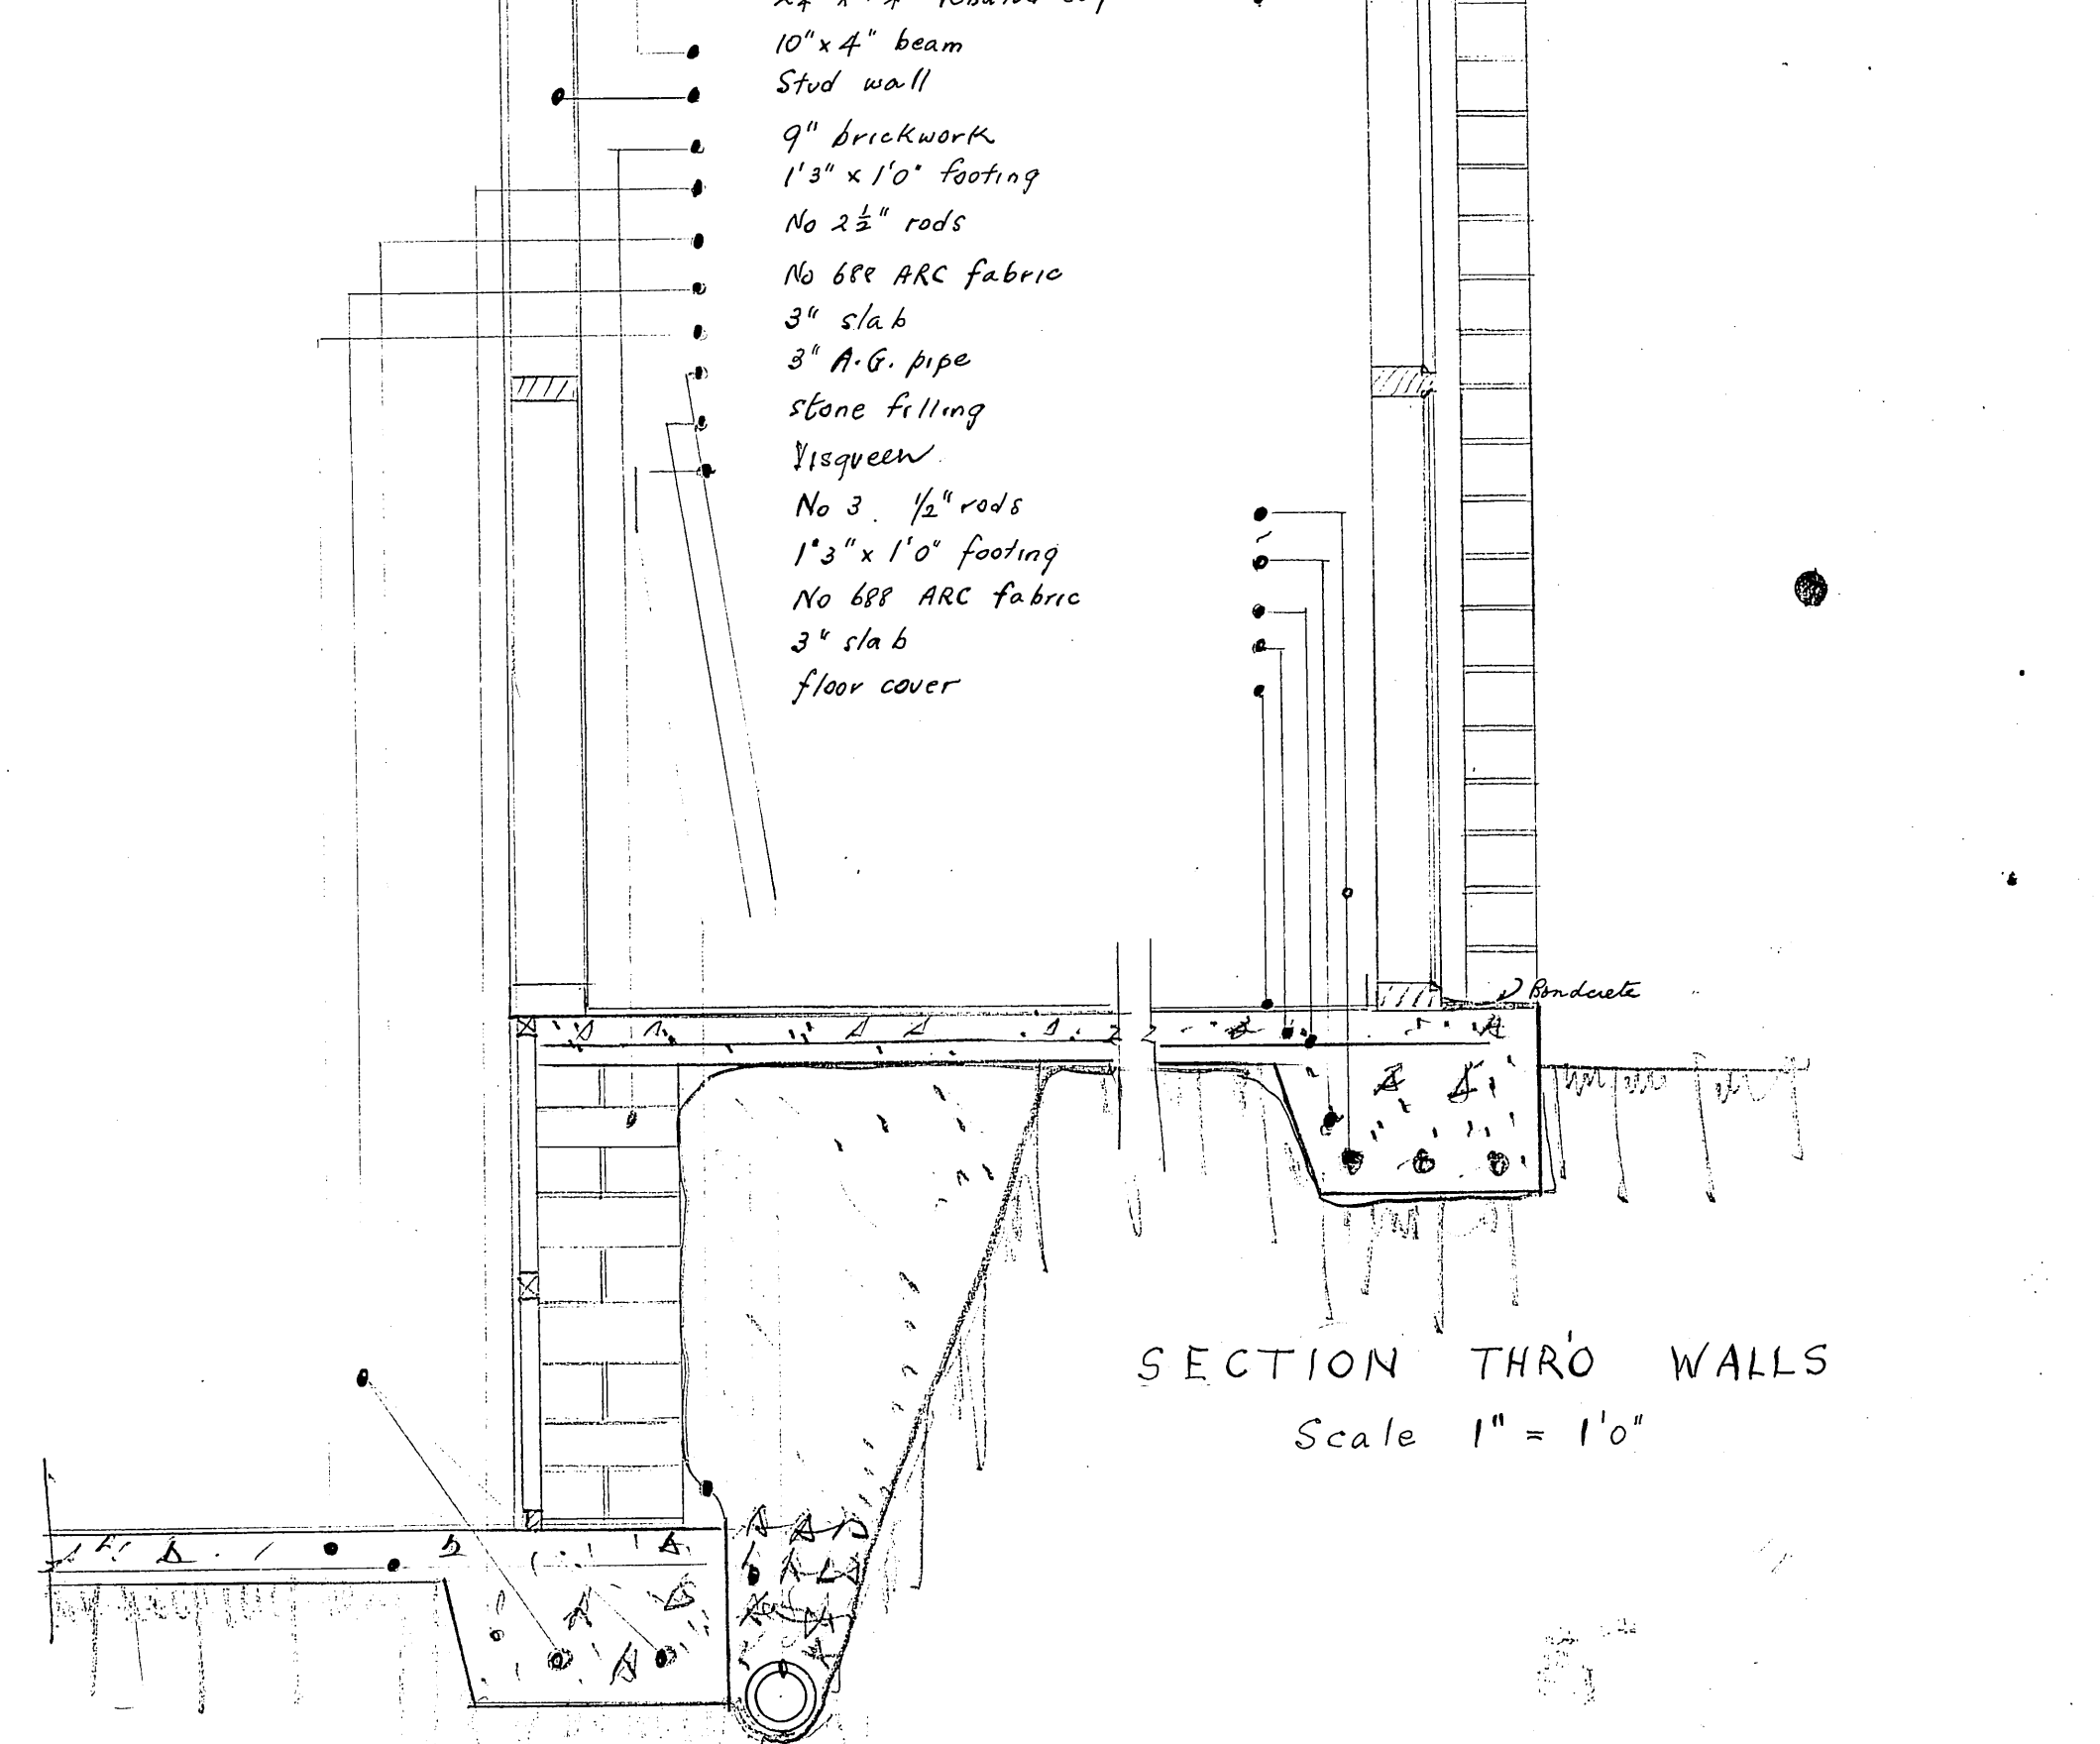 10"x 4" beam
Stud wall
9" brickwork
1'3" x 1'0" footing
No 2 ½" rods
No 688 ARC fabric
3" slab
3" A.G. pipe
stone filling
Visqueen
No 3. 1/2" rods
1'3" x 1'0" footing
No 688 ARC fabric
3" slab
floor cover
Bondcrete
SECTION THRO' WALLS
Scale 1" = 1'0"